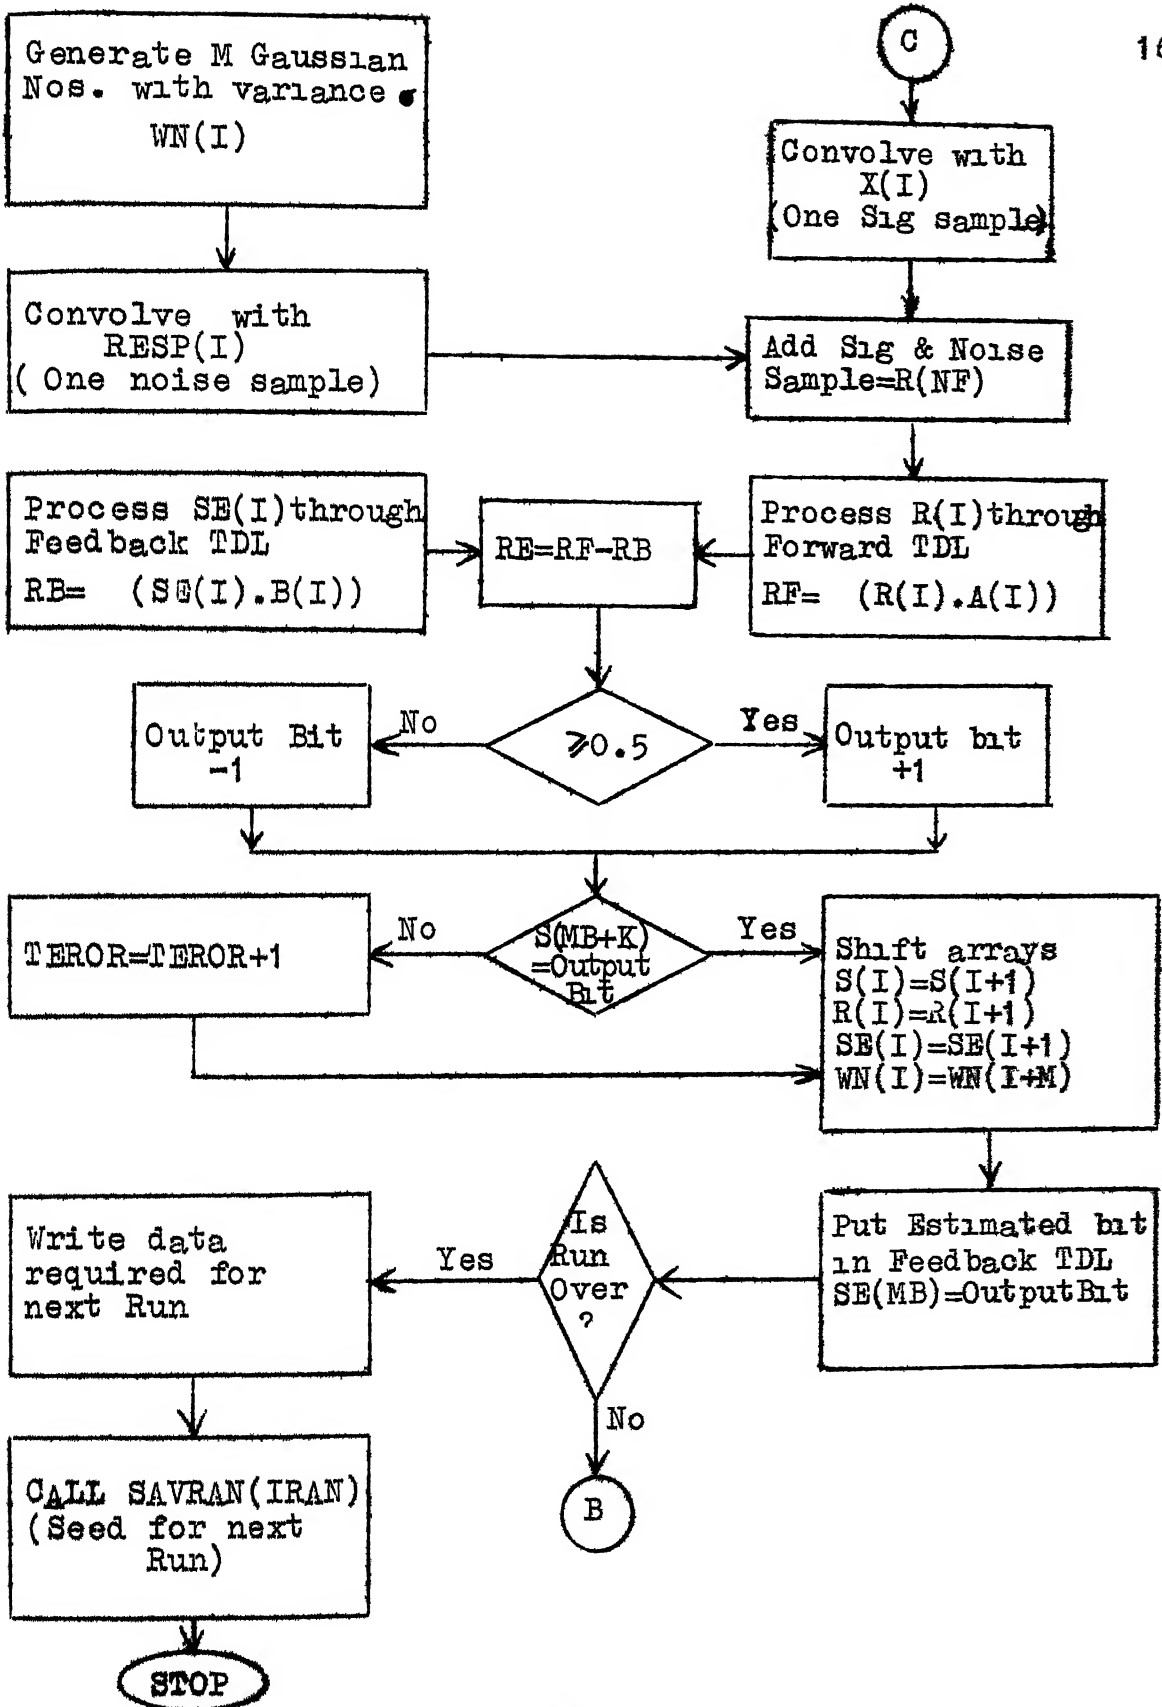 16
Generate M Gaussian
Nos. with variance σ
WN(I)
C
Convolve with
X(I)
(One Sig sample)
Convolve with
RESP(I)
( One noise sample)
Add Sig & Noise
Sample=R(NF)
Process SE(I)through
Feedback TDL
RB= (SE(I).B(I))
RE=RF-RB
Process R(I)through
Forward TDL
RF= (R(I).A(I))
Output Bit
-1
No
⩾0.5
Yes
Output bit
+1
TEROR=TEROR+1
No
S(MB+K)
=Output
Bit
Yes
Shift arrays
S(I)=S(I+1)
R(I)=R(I+1)
SE(I)=SE(I+1)
WN(I)=WN(I+M)
Write data
required for
next Run
Yes
Is
Run
Over
?
Put Estimated bit
in Feedback TDL
SE(MB)=OutputBit
No
B
CALL SAVRAN(IRAN)
(Seed for next
Run)
STOP